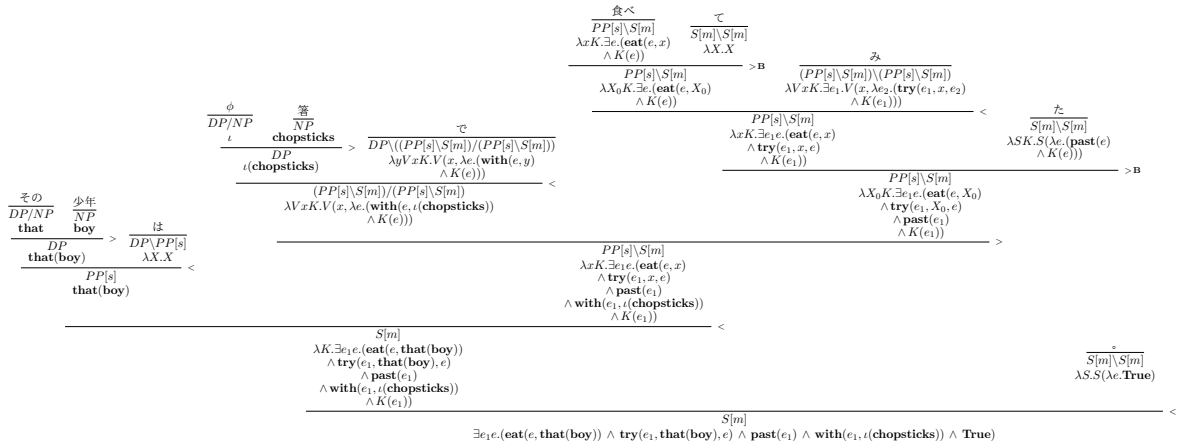 食べ て
PP[s]\S[m] S[m]\S[m]
λxK.∃e.(eat(e, x) λX.X
∧ K(e))
>B
み
PP[s]\S[m] (PP[s]\S[m])\(PP[s]\S[m])
λX₀K.∃e.(eat(e, X₀) λVxK.∃e₁.V(x, λe₂.(try(e₁, x, e₂)
∧ K(e)) ∧ K(e₁)))
<
φ 箸 で
DP/NP NP DP\((PP[s]\S[m])/(PP[s]\S[m]))
ι chopsticks λyVxK.V(x, λe.(with(e, y)
>
DP ∧ K(e)))
ι(chopsticks)
<
た
PP[s]\S[m] S[m]\S[m]
λxK.∃e₁e.(eat(e, x) λSK.S(λe.(past(e)
∧ try(e₁, x, e) ∧ K(e)))
∧ K(e₁))
>B
(PP[s]\S[m])/(PP[s]\S[m]) PP[s]\S[m]
λVxK.V(x, λe.(with(e, ι(chopsticks)) λX₀K.∃e₁e.(eat(e, X₀)
∧ K(e))) ∧ try(e₁, X₀, e)
∧ past(e₁)
∧ K(e₁))
>
その 少年 は
DP/NP NP DP\PP[s]
that boy λX.X
>
DP
that(boy)
<
PP[s] PP[s]\S[m]
that(boy) λxK.∃e₁e.(eat(e, x)
∧ try(e₁, x, e)
∧ past(e₁)
∧ with(e₁, ι(chopsticks))
∧ K(e₁))
<
S[m] 。
λK.∃e₁e.(eat(e, that(boy)) S[m]\S[m]
∧ try(e₁, that(boy), e) λS.S(λe.True)
∧ past(e₁)
∧ with(e₁, ι(chopsticks))
∧ K(e₁))
<
S[m]
∃e₁e.(eat(e, that(boy)) ∧ try(e₁, that(boy), e) ∧ past(e₁) ∧ with(e₁, ι(chopsticks)) ∧ True)